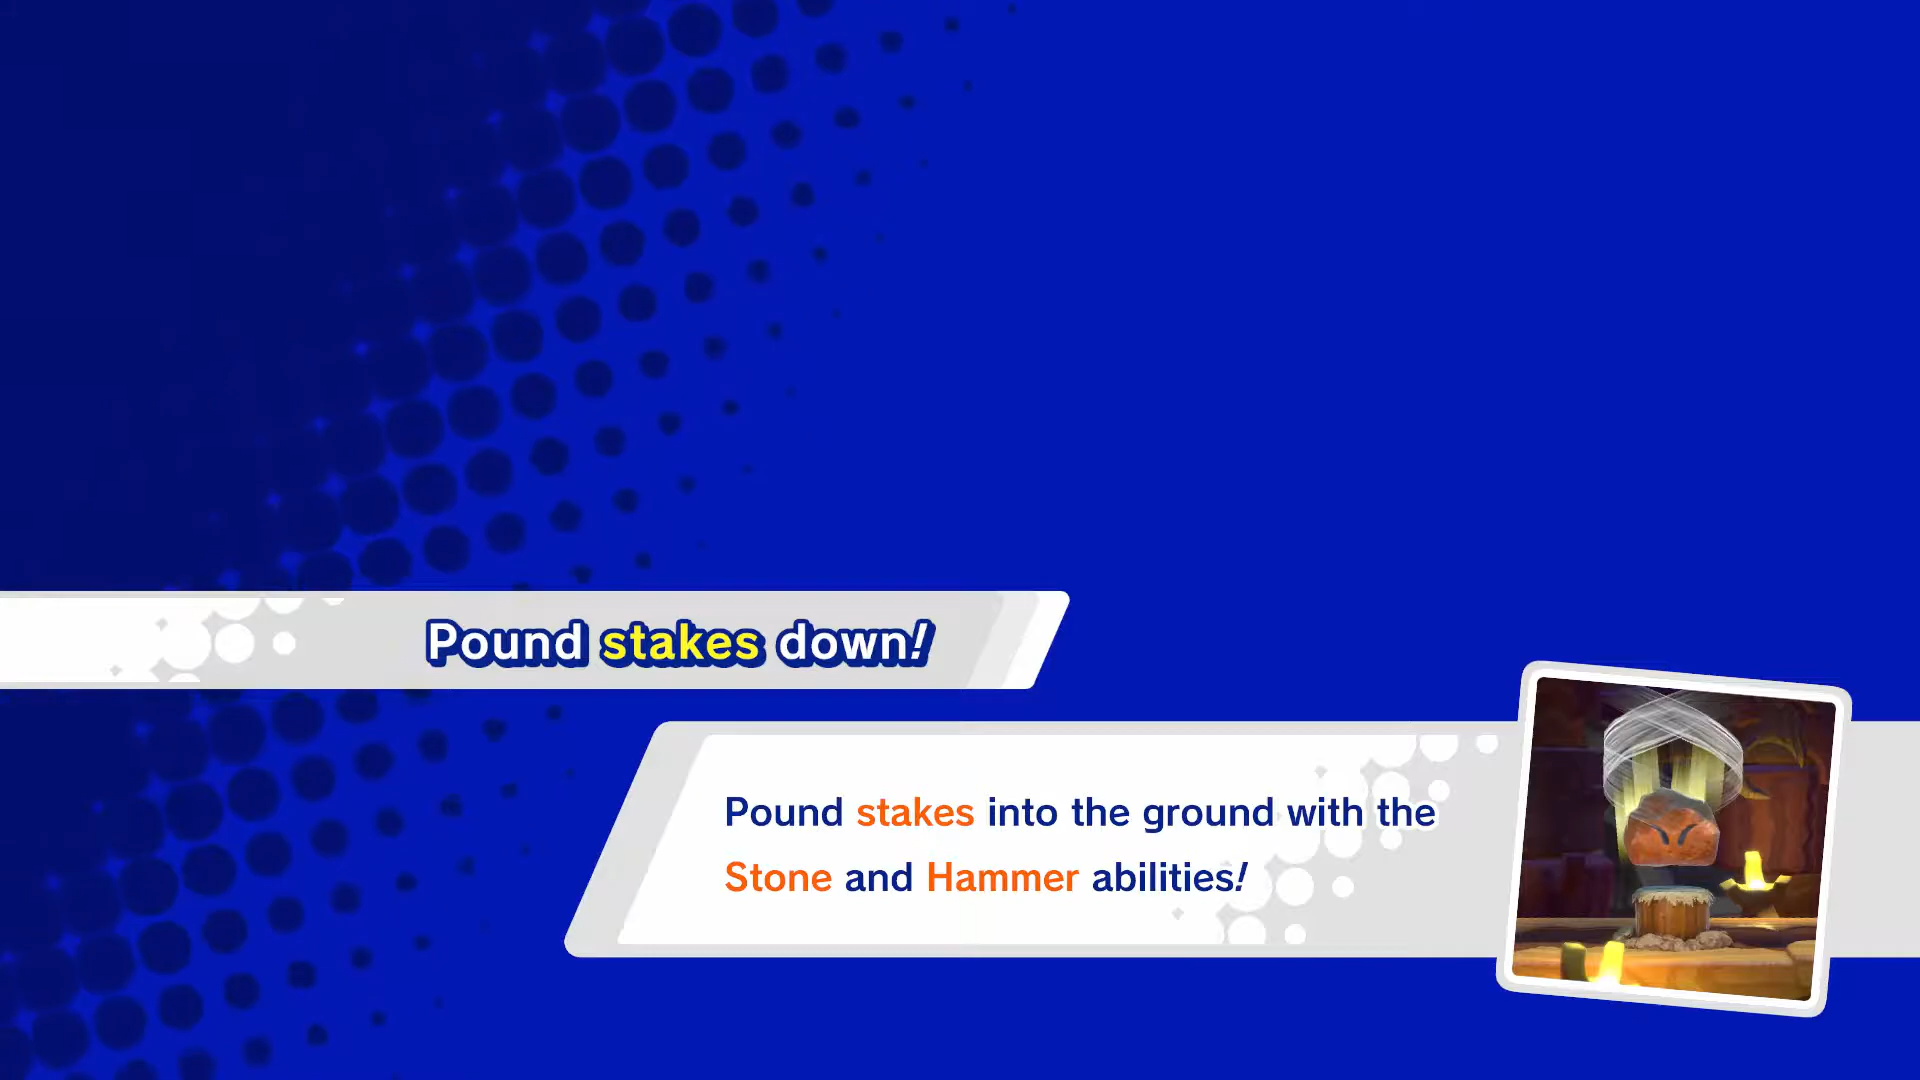 Pound stakes down!
Pound stakes into the ground with the
Stone and Hammer abilities!